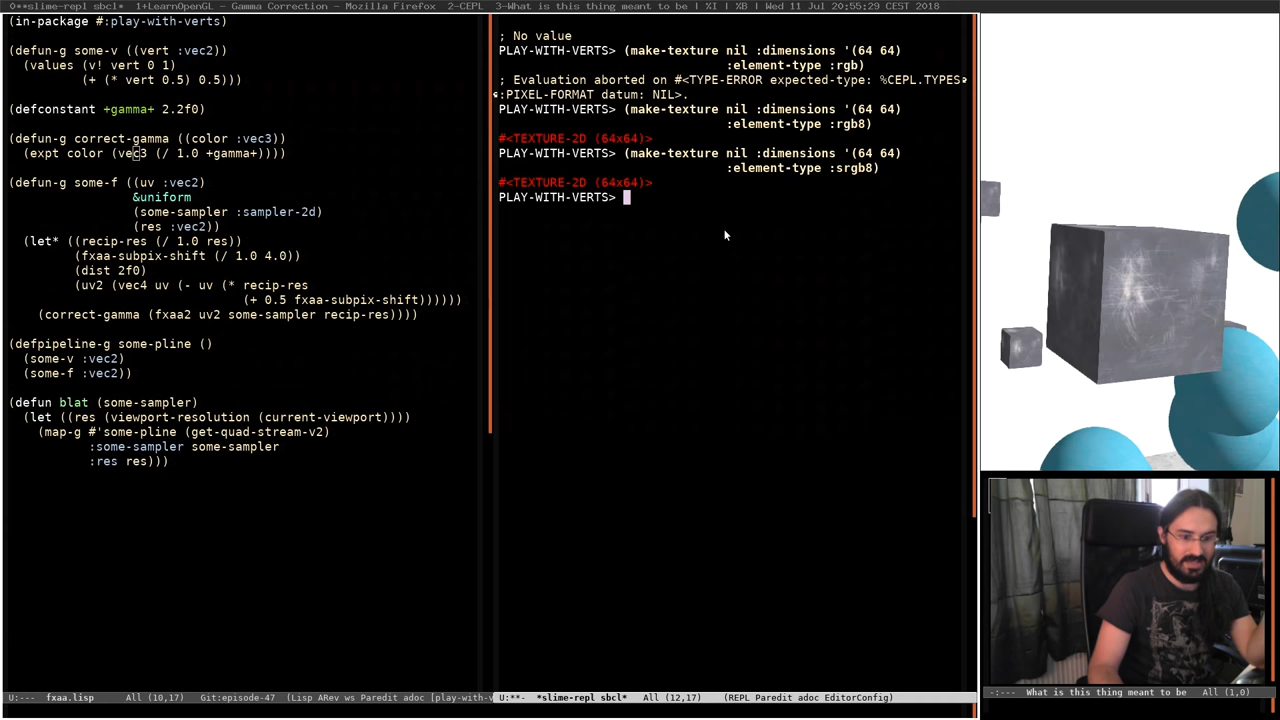 0**slime-repl sbcl*  1+LearnOpenGL - Gamma Correction - Mozilla Firefox  2-CEPL  3-What is this thing meant to be | %I | %B | Wed 11 Jul 20:55:29 CEST 2018
(in-package #:play-with-verts)
(defun-g some-v ((vert :vec2))
  (values (v! vert 0 1)
          (+ (* vert 0.5) 0.5)))
(defconstant +gamma+ 2.2f0)
(defun-g correct-gamma ((color :vec3))
  (expt color (vec3 (/ 1.0 +gamma+))))
(defun-g some-f ((uv :vec2)
                 &uniform
                 (some-sampler :sampler-2d)
                 (res :vec2))
  (let* ((recip-res (/ 1.0 res))
         (fxaa-subpix-shift (/ 1.0 4.0))
         (dist 2f0)
         (uv2 (vec4 uv (- uv (* recip-res
                                (+ 0.5 fxaa-subpix-shift))))))
    (correct-gamma (fxaa2 uv2 some-sampler recip-res))))
(defpipeline-g some-pline ()
  (some-v :vec2)
  (some-f :vec2))
(defun blat (some-sampler)
  (let ((res (viewport-resolution (current-viewport))))
    (map-g #'some-pline (get-quad-stream-v2)
           :some-sampler some-sampler
           :res res)))
U:---  fxaa.lisp      All (10,17)   Git:episode-47  (Lisp ARev ws Paredit adoc [play-with-v
; No value
PLAY-WITH-VERTS> (make-texture nil :dimensions '(64 64)
                               :element-type :rgb)
; Evaluation aborted on #<TYPE-ERROR expected-type: %CEPL.TYPES
:PIXEL-FORMAT datum: NIL>.
PLAY-WITH-VERTS> (make-texture nil :dimensions '(64 64)
                               :element-type :rgb8)
#<TEXTURE-2D (64x64)>
PLAY-WITH-VERTS> (make-texture nil :dimensions '(64 64)
                               :element-type :srgb8)
#<TEXTURE-2D (64x64)>
PLAY-WITH-VERTS>
U:**-  *slime-repl sbcl*   All (12,17)    (REPL Paredit adoc EditorConfig)
-:---  What is this thing meant to be   All (1,0)